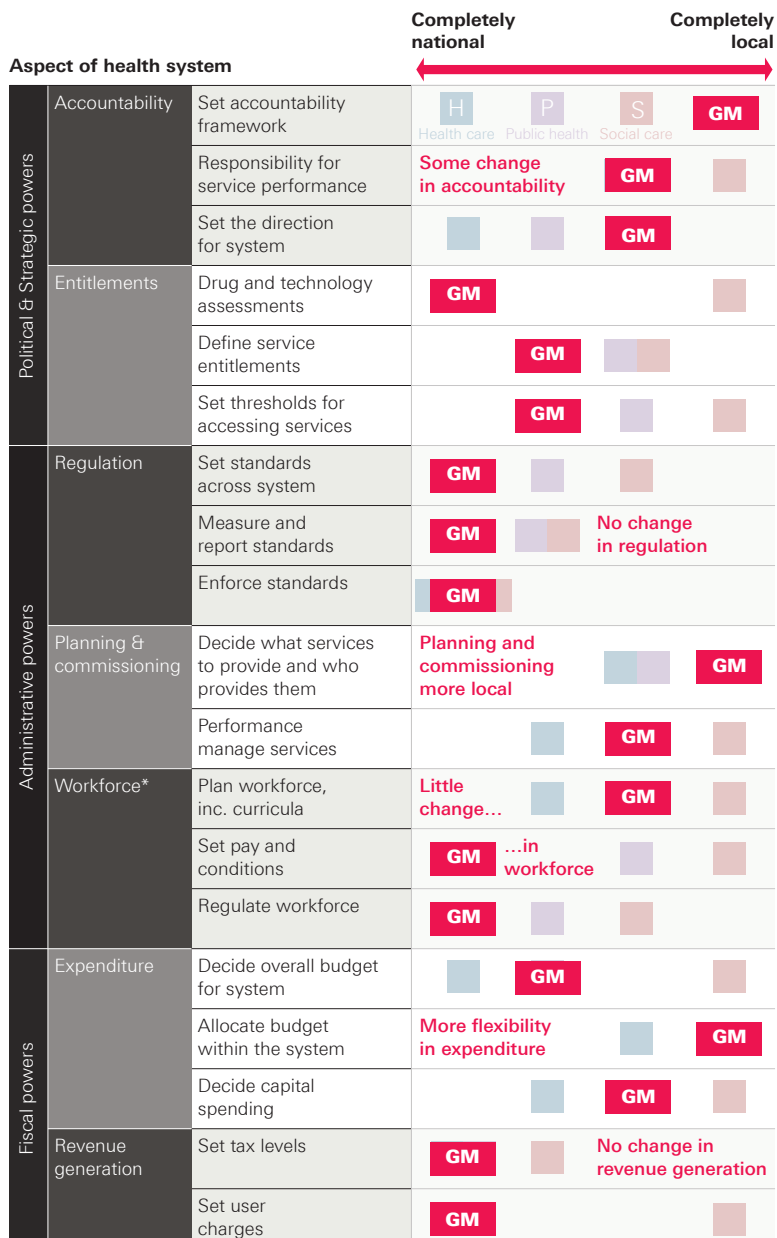 Completely
national
Completely
local
Aspect of health system
Political & Strategic powers
Accountability
Set accountability
framework
H
P
S
GM
Health care
Public health
Social care
Responsibility for
service performance
Some change
in accountability
GM
Set the direction
for system
GM
Entitlements
Drug and technology
assessments
GM
Define service
entitlements
GM
Set thresholds for
accessing services
GM
Administrative powers
Regulation
Set standards
across system
GM
Measure and
report standards
GM
No change
in regulation
Enforce standards
GM
Planning &
commissioning
Decide what services
to provide and who
provides them
Planning and
commissioning
more local
GM
Performance
manage services
GM
Workforce*
Plan workforce,
inc. curricula
Little
change…
GM
Set pay and
conditions
GM
…in
workforce
Regulate workforce
GM
Fiscal powers
Expenditure
Decide overall budget
for system
GM
Allocate budget
within the system
More flexibility
in expenditure
GM
Decide capital
spending
GM
Revenue
generation
Set tax levels
GM
No change in
revenue generation
Set user
charges
GM